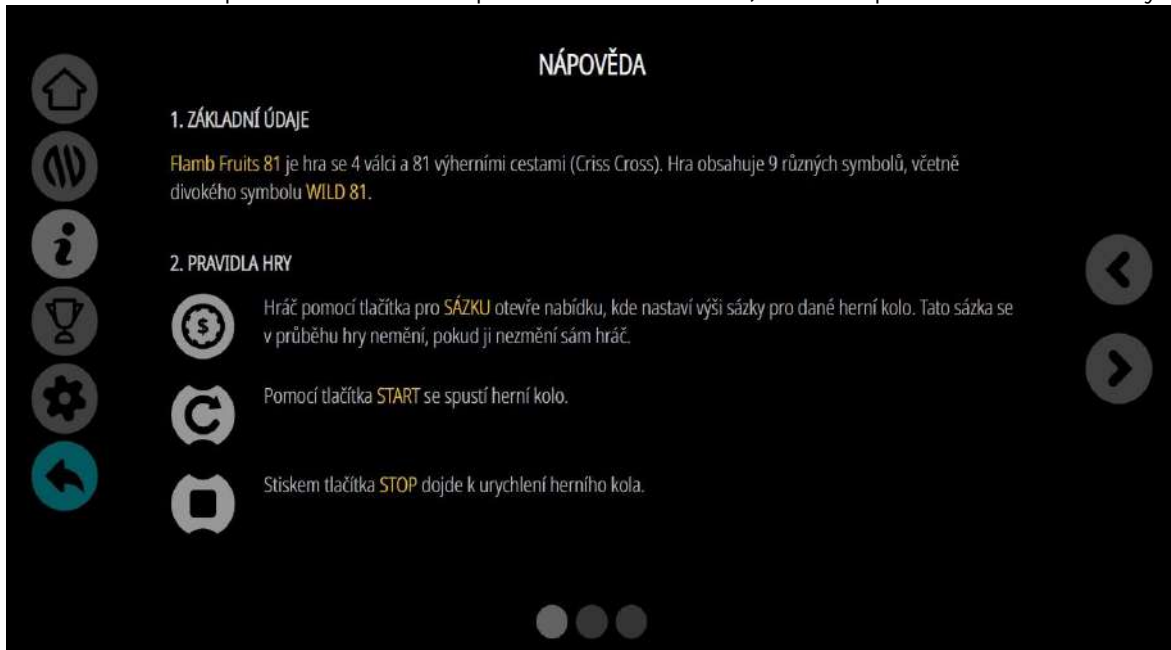 NÁPOVĚDA
1. ZÁKLADNÍ ÚDAJE
Flamb Fruits 81 je hra se 4 válci a 81 výherními cestami (Criss Cross). Hra obsahuje 9 různých symbolů, včetně
divokého symbolu WILD 81.
2. PRAVIDLA HRY
Hráč pomocí tlačítka pro SÁZKU otevře nabídku, kde nastaví výši sázky pro dané herní kolo. Tato sázka se
v průběhu hry nemění, pokud ji nezmění sám hráč.
Pomocí tlačítka START se spustí herní kolo.
Stiskem tlačítka STOP dojde k urychlení herního kola.